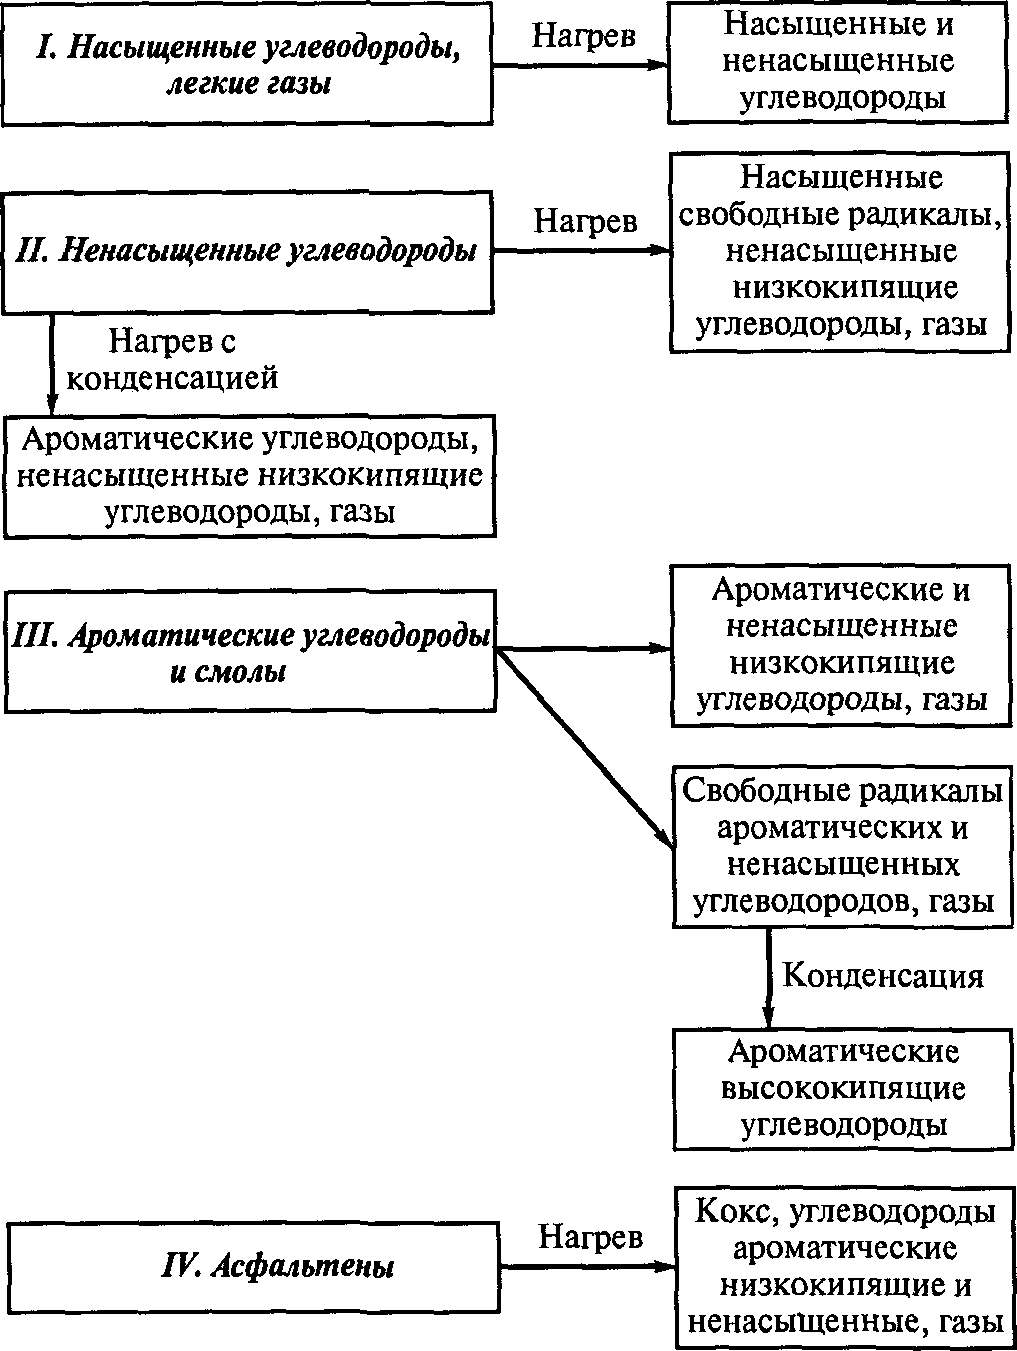 I. Насыщенные углеводороды,
легкие газы
Нагрев
Насыщенные и
ненасыщенные
углеводороды
II. Ненасыщенные углеводороды
Нагрев
Насыщенные
свободные радикалы,
ненасыщенные
низкокипящие
углеводороды, газы
Нагрев с
конденсацией
Ароматические углеводороды,
ненасыщенные низкокипящие
углеводороды, газы
III. Ароматические углеводороды
и смолы
Ароматические и
ненасыщенные
низкокипящие
углеводороды, газы
Свободные радикалы
ароматических и
ненасыщенных
углеводородов, газы
Конденсация
Ароматические
высококипящие
углеводороды
IV. Асфальтены
Нагрев
Кокс, углеводороды
ароматические
низкокипящие и
ненасыщенные, газы